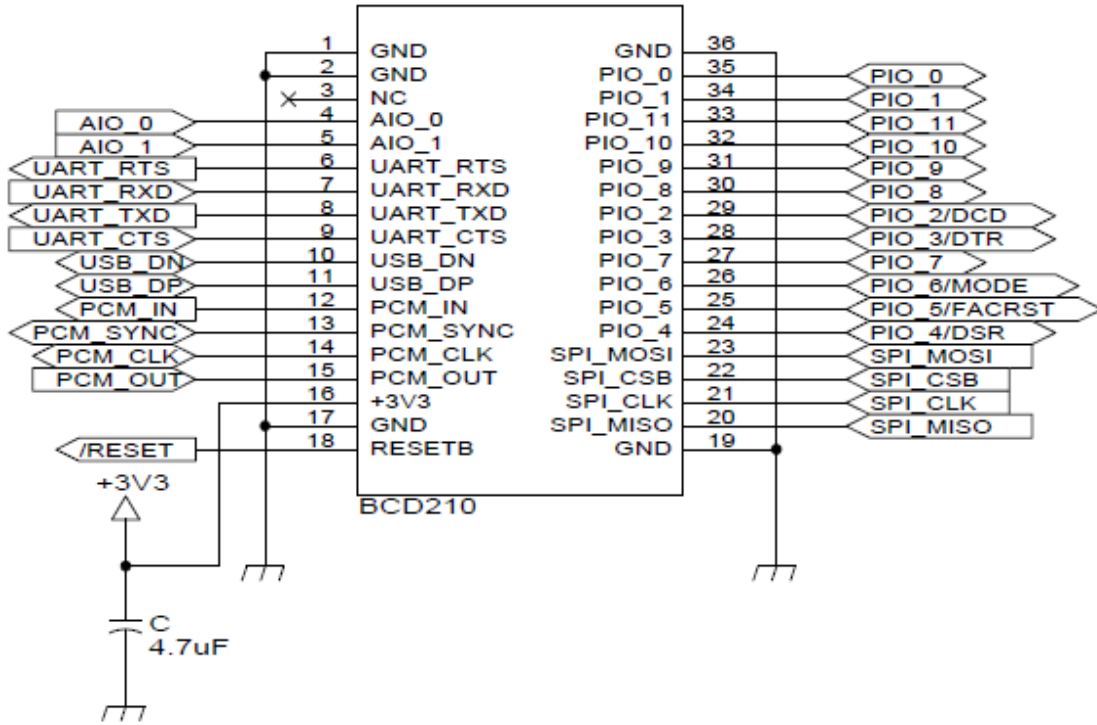 1 GND GND 36
2 GND PIO_0 35 PIO_0
3 NC PIO_1 34 PIO_1
AIO_0 4 AIO_0 PIO_11 33 PIO_11
AIO_1 5 AIO_1 PIO_10 32 PIO_10
UART_RTS 6 UART_RTS PIO_9 31 PIO_9
UART_RXD 7 UART_RXD PIO_8 30 PIO_8
UART_TXD 8 UART_TXD PIO_2 29 PIO_2/DCD
UART_CTS 9 UART_CTS PIO_3 28 PIO_3/DTR
USB_DN 10 USB_DN PIO_7 27 PIO_7
USB_DP 11 USB_DP PIO_6 26 PIO_6/MODE
PCM_IN 12 PCM_IN PIO_5 25 PIO_5/FACRST
PCM_SYNC 13 PCM_SYNC PIO_4 24 PIO_4/DSR
PCM_CLK 14 PCM_CLK SPI_MOSI 23 SPI_MOSI
PCM_OUT 15 PCM_OUT SPI_CSB 22 SPI_CSB
16 +3V3 SPI_CLK 21 SPI_CLK
17 GND SPI_MISO 20 SPI_MISO
/RESET 18 RESETB GND 19
+3V3
BCD210
C
4.7uF